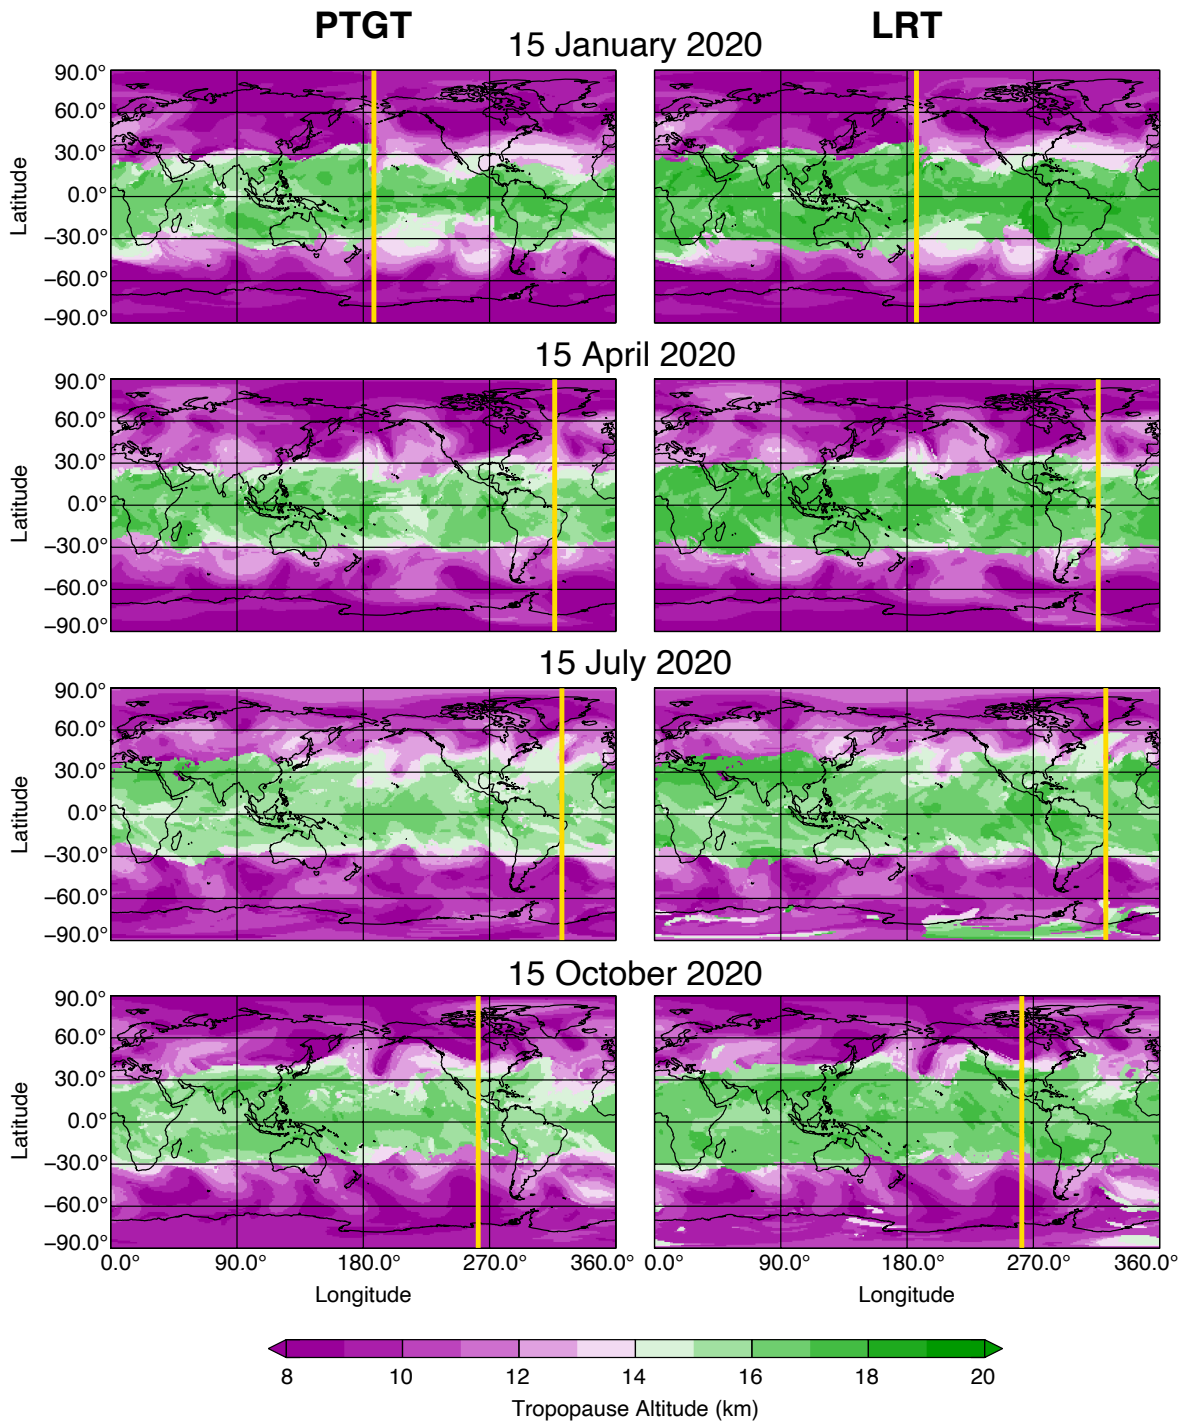 PTGT LRT
15 January 2020
90.0°
60.0°
30.0°
0.0°
−30.0°
−60.0°
−90.0°
Latitude
15 April 2020
90.0°
60.0°
30.0°
0.0°
−30.0°
−60.0°
−90.0°
Latitude
15 July 2020
90.0°
60.0°
30.0°
0.0°
−30.0°
−60.0°
−90.0°
Latitude
15 October 2020
90.0°
60.0°
30.0°
0.0°
−30.0°
−60.0°
−90.0°
Latitude
0.0° 90.0° 180.0° 270.0° 360.0° 0.0° 90.0° 180.0° 270.0° 360.0°
Longitude Longitude
8 10 12 14 16 18 20
Tropopause Altitude (km)